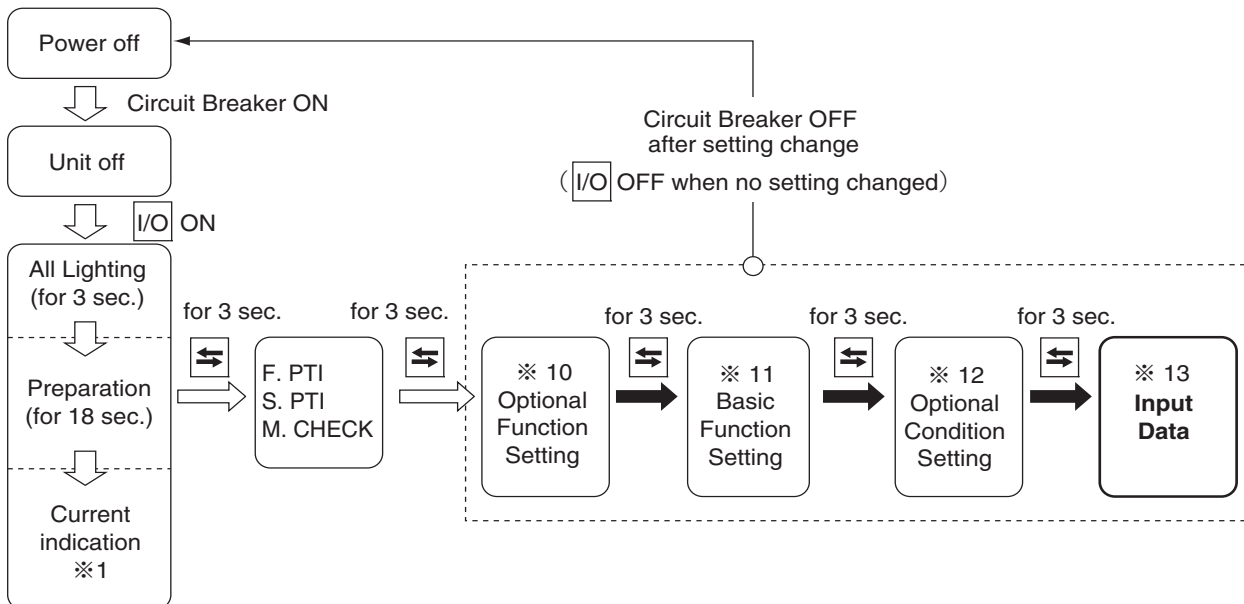 Power off
Circuit Breaker ON
Unit off
I/O ON
All Lighting
(for 3 sec.)
Preparation
(for 18 sec.)
Current
indication
※1
for 3 sec.
F. PTI
S. PTI
M. CHECK
for 3 sec.
Circuit Breaker OFF
after setting change
( I/O OFF when no setting changed)
※ 10
Optional
Function
Setting
for 3 sec.
※ 11
Basic
Function
Setting
for 3 sec.
※ 12
Optional
Condition
Setting
for 3 sec.
※ 13
Input
Data